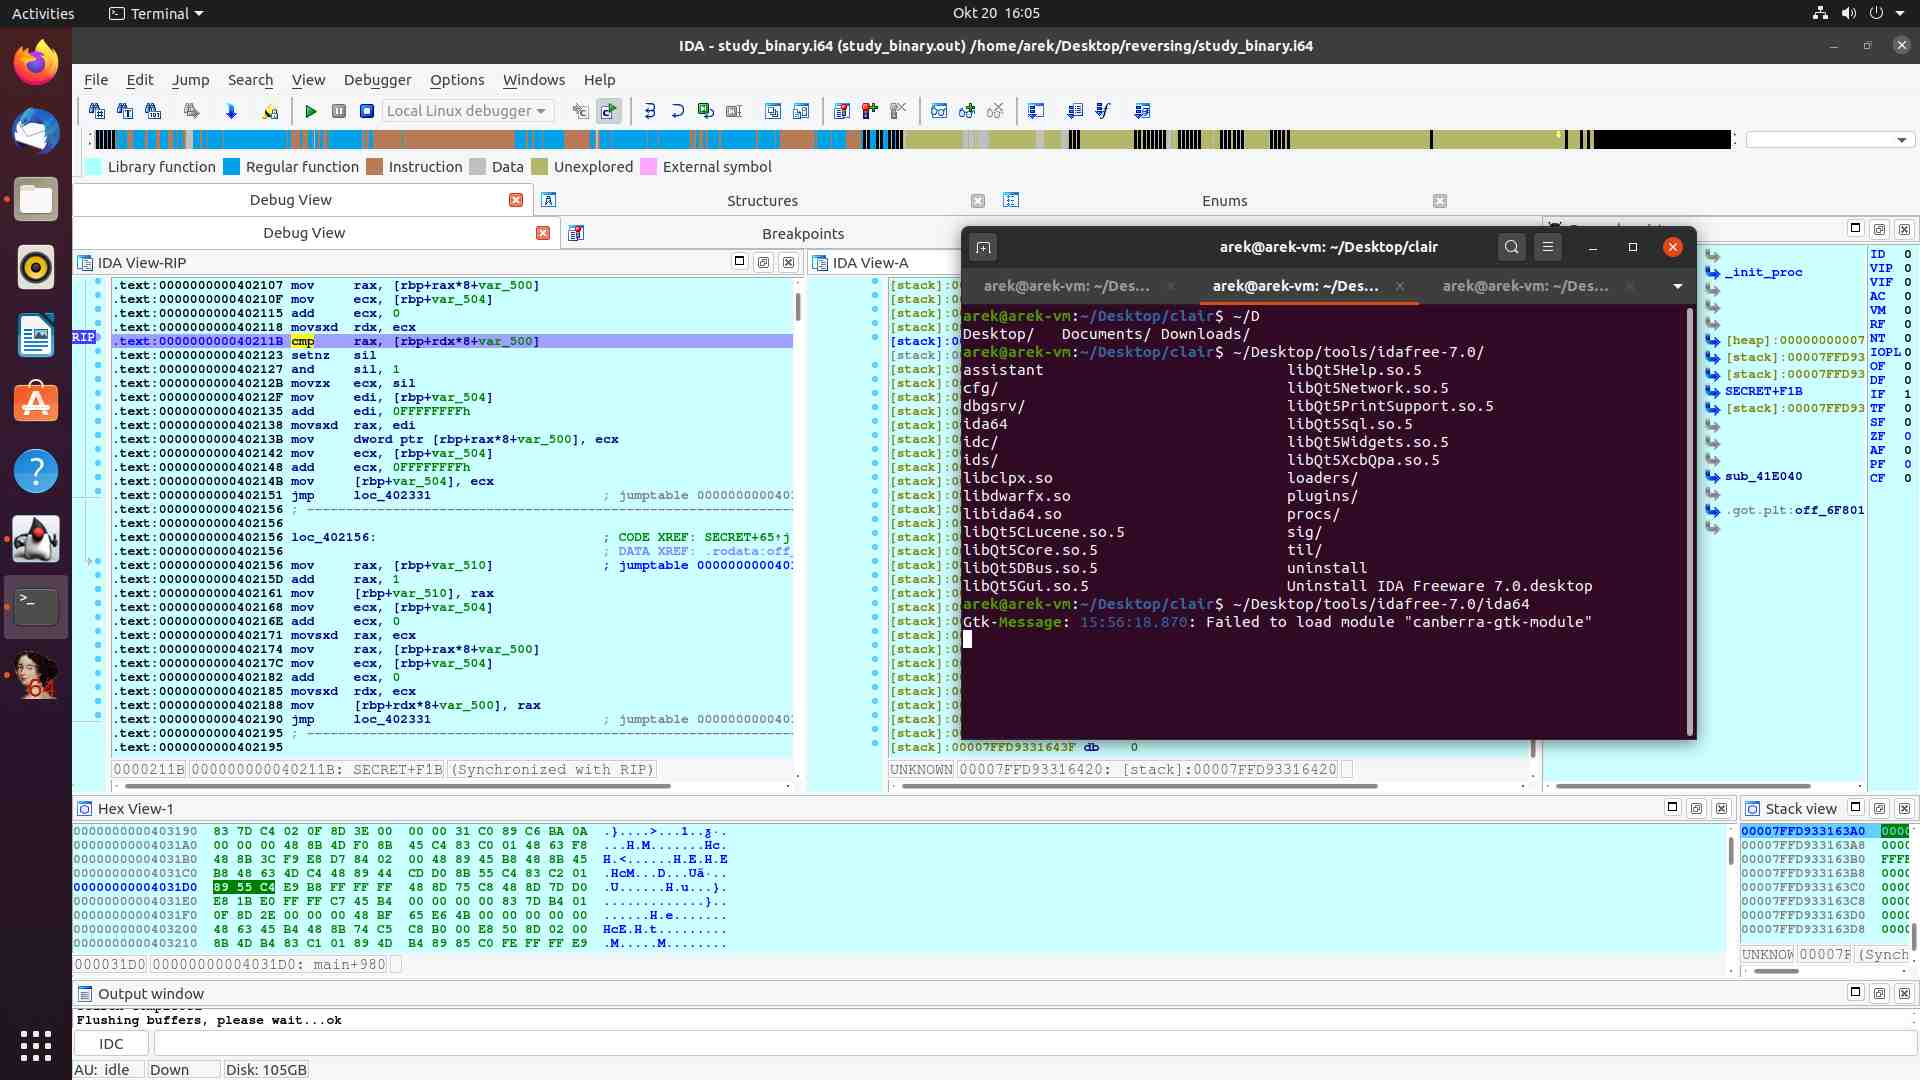 Activities
Terminal
Okt 20 16:05
IDA - study_binary.i64 (study_binary.out) /home/arek/Desktop/reversing/study_binary.i64
File Edit Jump Search View Debugger Options Windows Help
Local Linux debugger
Library function Regular function Instruction Data Unexplored External symbol
Debug View
Structures
Enums
Debug View
Breakpoints
IDA View-RIP
RIP
.text:0000000000402107 mov rax, [rbp+rax*8+var_500]
.text:000000000040210F mov ecx, [rbp+var_504]
.text:0000000000402115 add ecx, 0
.text:0000000000402118 movsxd rdx, ecx
.text:000000000040211B cmp rax, [rbp+rdx*8+var_500]
.text:0000000000402123 setnz sil
.text:0000000000402127 and sil, 1
.text:000000000040212B movzx ecx, sil
.text:000000000040212F mov edi, [rbp+var_504]
.text:0000000000402135 add edi, 0FFFFFFFFh
.text:0000000000402138 movsxd rax, edi
.text:000000000040213B mov dword ptr [rbp+rax*8+var_500], ecx
.text:0000000000402142 mov ecx, [rbp+var_504]
.text:0000000000402148 add ecx, 0FFFFFFFFh
.text:000000000040214B mov [rbp+var_504], ecx
.text:0000000000402151 jmp loc_402331 ; jumptable 000000000040
.text:0000000000402156 ; ---
.text:0000000000402156
.text:0000000000402156 loc_402156: ; CODE XREF: SECRET+65↑j
.text:0000000000402156 ; DATA XREF: .rodata:off_
.text:0000000000402156 mov rax, [rbp+var_510] ; jumptable 000000000040
.text:000000000040215D add rax, 1
.text:0000000000402161 mov [rbp+var_510], rax
.text:0000000000402168 mov ecx, [rbp+var_504]
.text:000000000040216E add ecx, 0
.text:0000000000402171 movsxd rax, ecx
.text:0000000000402174 mov rax, [rbp+rax*8+var_500]
.text:000000000040217C mov ecx, [rbp+var_504]
.text:0000000000402182 add ecx, 0
.text:0000000000402185 movsxd rdx, ecx
.text:0000000000402188 mov [rbp+rdx*8+var_500], rax
.text:0000000000402190 jmp loc_402331 ; jumptable 000000000040
.text:0000000000402195 ; ---
.text:0000000000402195
0000211B 000000000040211B: SECRET+F1B (Synchronized with RIP)
IDA View-A
[stack]:00007FFD9331643F db 0
UNKNOWN 00007FFD93316420: [stack]:00007FFD93316420
arek@arek-vm: ~/Desktop/clair
arek@arek-vm: ~/Des...
arek@arek-vm: ~/Des...
arek@arek-vm: ~/Des...
arek@arek-vm:~/Desktop/clair$ ~/D
Desktop/ Documents/ Downloads/
arek@arek-vm:~/Desktop/clair$ ~/Desktop/tools/idafree-7.0/
assistant libQt5Help.so.5
cfg/ libQt5Network.so.5
dbgsrv/ libQt5PrintSupport.so.5
ida64 libQt5Sql.so.5
idc/ libQt5Widgets.so.5
ids/ libQt5XcbQpa.so.5
libclpx.so loaders/
libdwarfx.so plugins/
libida64.so procs/
libQt5CLucene.so.5 sig/
libQt5Core.so.5 til/
libQt5DBus.so.5 uninstall
libQt5Gui.so.5 Uninstall IDA Freeware 7.0.desktop
arek@arek-vm:~/Desktop/clair$ ~/Desktop/tools/idafree-7.0/ida64
Gtk-Message: 15:56:18.870: Failed to load module "canberra-gtk-module"
_init_proc
[heap]:00000000007
[stack]:00007FFD93
[stack]:00007FFD93
SECRET+F1B
[stack]:00007FFD93
sub_41E040
.got.plt:off_6F801
ID 0
VIP 0
VIF 0
AC 0
VM 0
RF 0
NT 0
IOPL 0
OF 0
DF 0
IF 1
TF 0
SF 0
ZF 0
AF 0
PF 0
CF 0
Hex View-1
0000000000403190 83 7D C4 02 0F 8D 3E 00 00 00 31 C0 89 C6 BA 0A
00000000004031A0 00 00 00 48 8B 4D F0 8B 45 C4 83 C0 01 48 63 F8
00000000004031B0 48 8B 3C F9 E8 D7 84 02 00 48 89 45 B8 48 8B 45
00000000004031C0 B8 48 63 4D C4 48 89 44 CD D0 8B 55 C4 83 C2 01
00000000004031D0 89 55 C4 E9 B8 FF FF FF 48 8D 75 C8 48 8D 7D D0
00000000004031E0 E8 1B E0 FF FF C7 45 B4 00 00 00 00 83 7D B4 01
00000000004031F0 0F 8D 2E 00 00 00 48 BF 65 E6 4B 00 00 00 00 00
0000000000403200 48 63 45 B4 48 8B 74 C5 C8 B0 00 E8 50 8D 02 00
0000000000403210 8B 4D B4 83 C1 01 89 4D B4 89 85 C0 FE FF FF E9
000031D0 00000000004031D0: main+980
Stack view
00007FFD933163A0 0000
00007FFD933163A8 0000
00007FFD933163B0 FFFF
00007FFD933163B8 0000
00007FFD933163C0 0000
00007FFD933163C8 0000
00007FFD933163D0 0000
00007FFD933163D8 0000
UNKNOW 00007F (Synch
Output window
Flushing buffers, please wait...ok
IDC
AU: idle Down Disk: 105GB